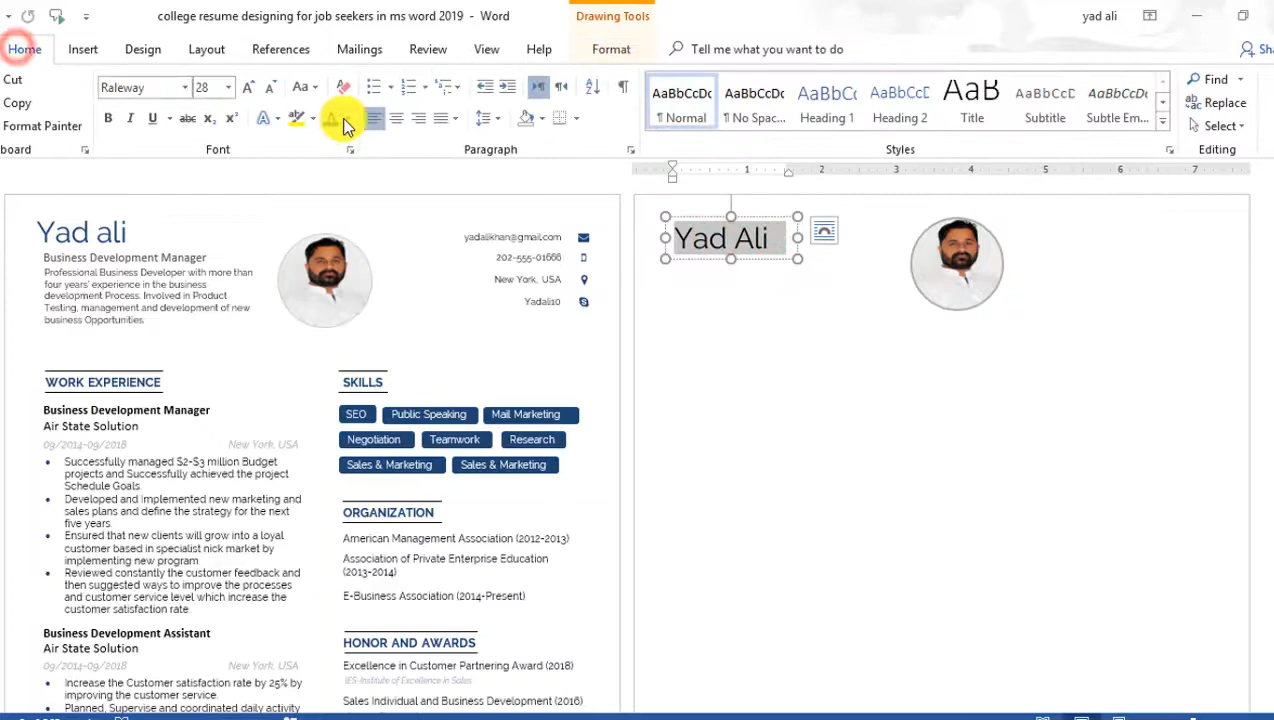 college resume designing for job seekers in ms word 2019 - Word
Drawing Tools
yad ali
Home Insert Design Layout References Mailings Review View Help Format Tell me what you want to do
Cut
Copy
Format Painter
Raleway 28
Aa
B I U abc X₂ X²
AaBbCcDc AaBbCcDc AaBbCc AaBbCcD AaB AaBbCcD AaBbCcDc
¶ Normal ¶ No Spac... Heading 1 Heading 2 Title Subtitle Subtle Em...
Find
Replace
Select
board Font Paragraph Styles Editing
1 2 3 4 5 6 7
Yad ali
Business Development Manager
Professional Business Developer with more than
four years' experience in the business
development Process. Involved in Product
Testing, management and development of new
business Opportunities.
yadalikhan@gmail.com
202-555-01666
New York, USA
Yadali10
Yad Ali
WORK EXPERIENCE
Business Development Manager
Air State Solution
09/2014-09/2018 New York, USA
• Successfully managed $2-$3 million Budget
projects and Successfully achieved the project
Schedule Goals
• Developed and Implemented new marketing and
sales plans and define the strategy for the next
five years.
• Ensured that new clients will grow into a loyal
customer based in specialist nick market by
implementing new program
• Reviewed constantly the customer feedback and
then suggested ways to improve the processes
and customer service level which increase the
customer satisfaction rate.
Business Development Assistant
Air State Solution
09/2014-09/2018 New York, USA
• Increase the Customer satisfaction rate by 25% by
improving the customer service.
• Planned, Supervise and coordinated daily activity
SKILLS
SEO Public Speaking Mail Marketing
Negotiation Teamwork Research
Sales & Marketing Sales & Marketing
ORGANIZATION
American Management Association (2012-2013)
Association of Private Enterprise Education
(2013-2014)
E-Business Association (2014-Present)
HONOR AND AWARDS
Excellence in Customer Partnering Award (2018)
IES-Institute of Excellence in Sales
Sales Individual and Business Development (2016)